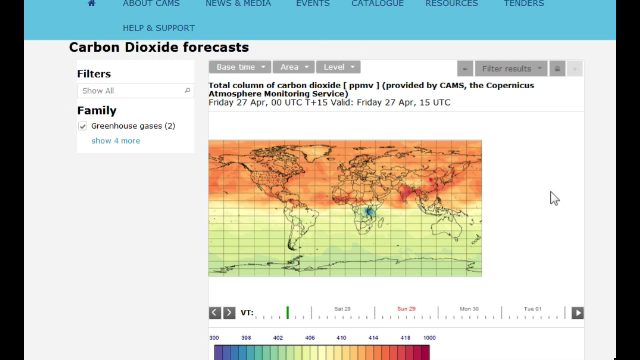 ABOUT CAMS NEWS & MEDIA EVENTS CATALOGUE RESOURCES TENDERS
HELP & SUPPORT
Carbon Dioxide forecasts
Filters
Show All
Family
Greenhouse gases (2)
show 4 more
Base time Area Level Filter results
Total column of carbon dioxide [ ppmv ] (provided by CAMS, the Copernicus
Atmosphere Monitoring Service)
Friday 27 Apr, 00 UTC T+15 Valid: Friday 27 Apr, 15 UTC
VT: Sat 28 Sun 29 Mon 30 Tue 01
300 398 402 406 410 414 418 1000